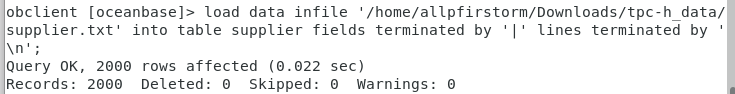 obclient [oceanbase]> load data infile '/home/allpfirstorm/Downloads/tpc-h_data/
supplier.txt' into table supplier fields terminated by '|' lines terminated by '
\n';
Query OK, 2000 rows affected (0.022 sec)
Records: 2000  Deleted: 0  Skipped: 0  Warnings: 0